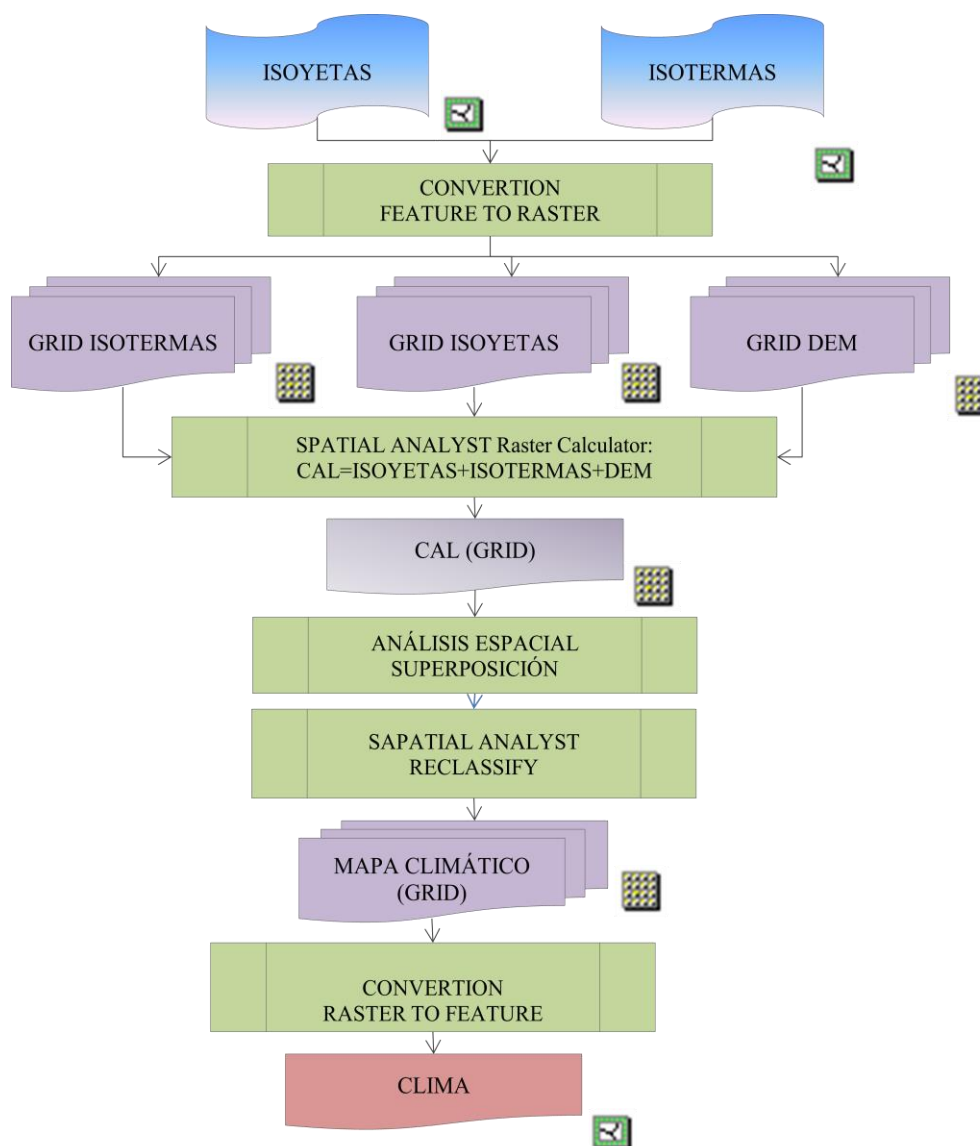 ISOYETAS
ISOTERMAS
CONVERTION
FEATURE TO RASTER
GRID ISOTERMAS
GRID ISOYETAS
GRID DEM
SPATIAL ANALYST Raster Calculator:
CAL=ISOYETAS+ISOTERMAS+DEM
CAL (GRID)
ANÁLISIS ESPACIAL
SUPERPOSICIÓN
SAPATIAL ANALYST
RECLASSIFY
MAPA CLIMÁTICO
(GRID)
CONVERTION
RASTER TO FEATURE
CLIMA